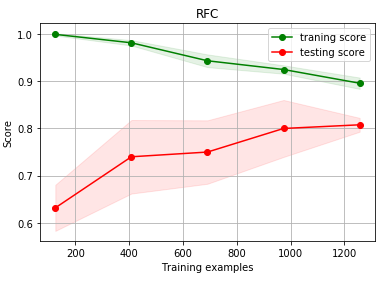 RFC
traning score
testing score
1.0
0.9
0.8
0.7
0.6
Score
200
400
600
800
1000
1200
Training examples